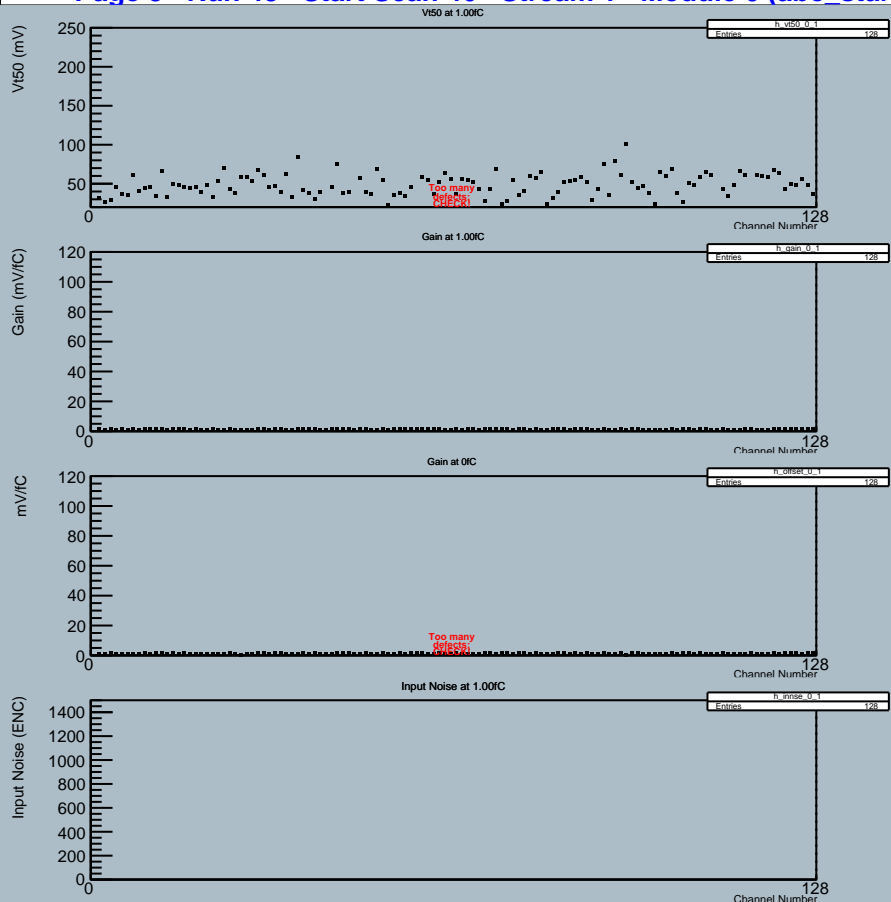 Vt50 at 1.00fC
h_vt50_0_1
Entries 128
Vt50 (mV)
250
200
150
100
50
Too many
defects;
CHECK!
0
128
Channel Number
Gain at 1.00fC
h_gain_0_1
Entries 128
Gain (mV/fC)
120
100
80
60
40
20
0
0
128
Channel Number
Gain at 0fC
h_offset_0_1
Entries 128
mV/fC
120
100
80
60
40
20
Too many
defects;
CHECK!
0
0
128
Channel Number
Input Noise at 1.00fC
h_innse_0_1
Entries 128
Input Noise (ENC)
1400
1200
1000
800
600
400
200
0
0
128
Channel Number